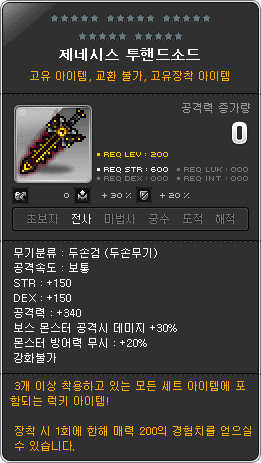 제네시스 투핸드소드
고유 아이템, 교환 불가, 고유장착 아이템
공격력 증가량
0
REQ LEV : 200
REQ STR : 600 REQ LUK : 000
REQ DEX : 000 REQ INT : 000
0 + 30 % + 20 %
초보자 전사 마법사 궁수 도적 해적
무기분류 : 두손검 (두손무기)
공격속도 : 보통
STR : +150
DEX : +150
공격력 : +340
보스 몬스터 공격시 데미지 +30%
몬스터 방어력 무시 : +20%
강화불가
3개 이상 착용하고 있는 모든 세트 아이템에 포
함되는 럭키 아이템!
장착 시 1회에 한해 매력 200의 경험치를 얻으실
수 있습니다.